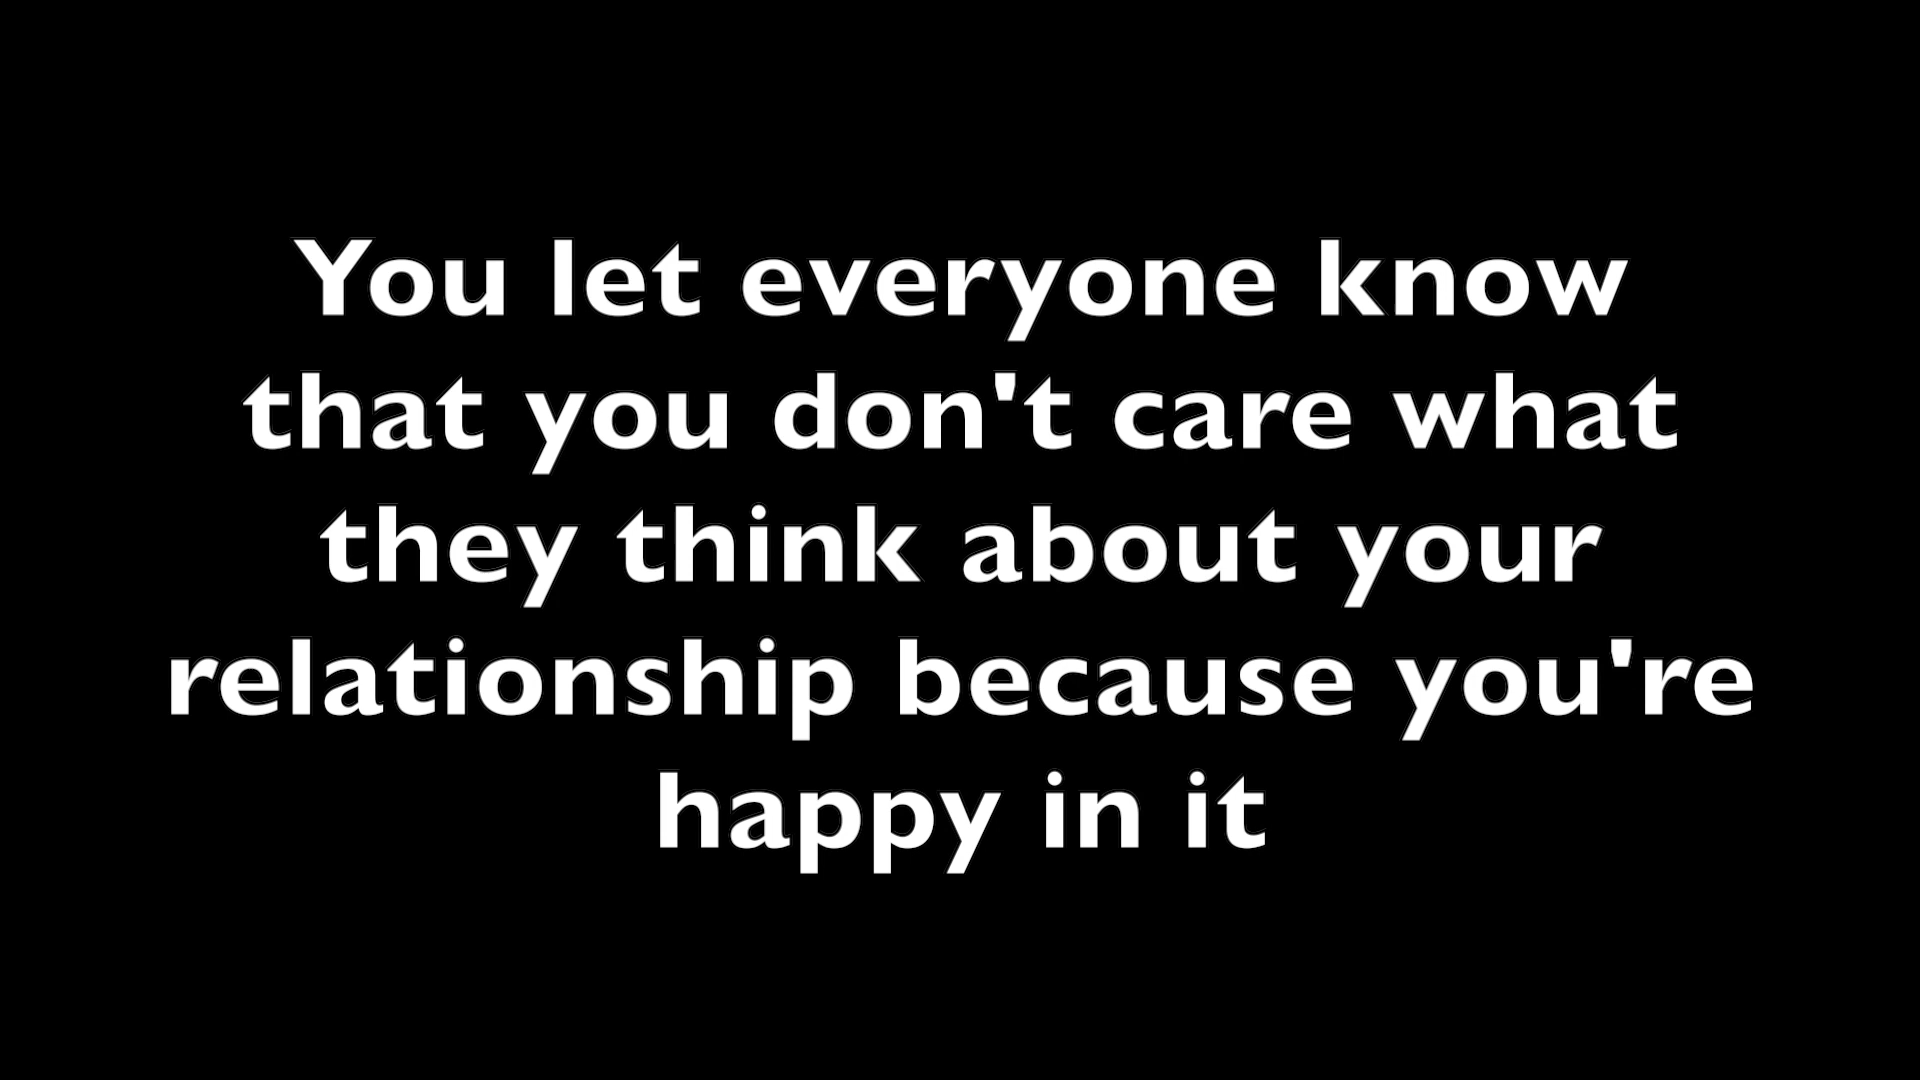 You let everyone know
that you don't care what
they think about your
relationship because you're
happy in it